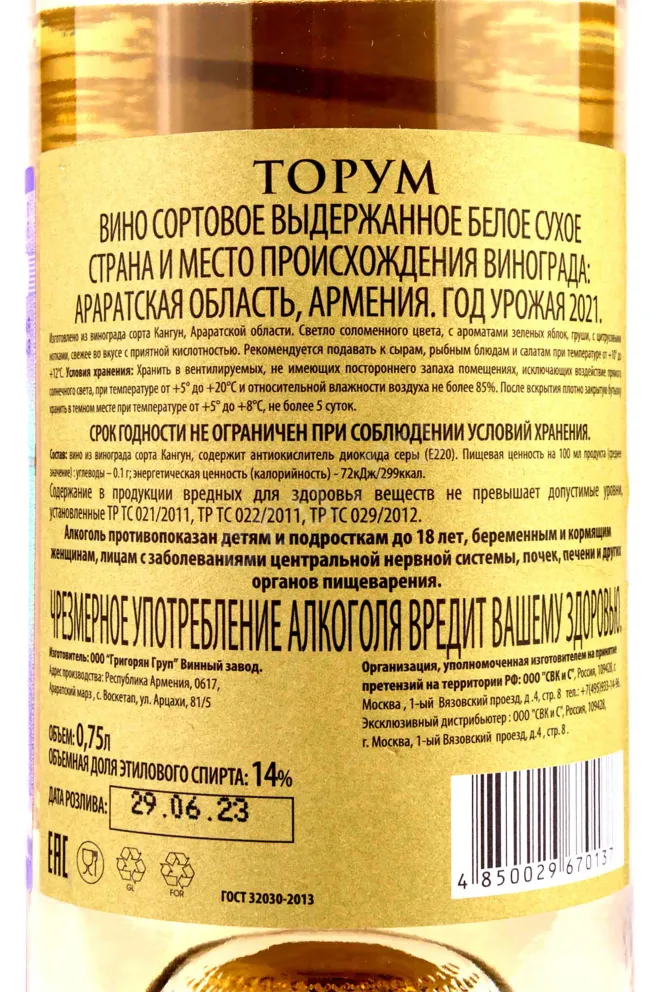 ТОРУМ
ВИНО СОРТОВОЕ ВЫДЕРЖАННОЕ БЕЛОЕ СУХОЕ
СТРАНА И МЕСТО ПРОИСХОЖДЕНИЯ ВИНОГРАДА:
АРАРАТСКАЯ ОБЛАСТЬ, АРМЕНИЯ. ГОД УРОЖАЯ 2021.
Изготовлено из винограда сорта Кангун, Араратской области. Светло соломенного цвета, с ароматами зеленых яблок, груши, с цитрусовыми
нотками, свежее во вкусе с приятной кислотностью. Рекомендуется подавать к сырам, рыбным блюдам и салатам при температуре от +10° до
+12°С. Условия хранения: Хранить в вентилируемых, не имеющих постороннего запаха помещениях, исключающих воздействие прямого
солнечного света, при температуре от +5° до +20°С и относительной влажности воздуха не более 85%. После вскрытия плотно закрытую бутылку
хранить в темном месте при температуре от +5° до +8°С, не более 5 суток.
СРОК ГОДНОСТИ НЕ ОГРАНИЧЕН ПРИ СОБЛЮДЕНИИ УСЛОВИЙ ХРАНЕНИЯ.
Состав: вино из винограда сорта Кангун, содержит антиокислитель диоксида серы (Е220). Пищевая ценность на 100 мл продукта (среднее
значение) : углеводы – 0.1 г; энергетическая ценность (калорийность) - 72кДж/299ккал.
Содержание в продукции вредных для здоровья веществ не превышает допустимые уровни,
установленные ТР ТС 021/2011, ТР ТС 022/2011, ТР ТС 029/2012.
Алкоголь противопоказан детям и подросткам до 18 лет, беременным и кормящим
женщинам, лицам с заболеваниями центральной нервной системы, почек, печени и других
органов пищеварения.
ЧРЕЗМЕРНОЕ УПОТРЕБЛЕНИЕ АЛКОГОЛЯ ВРЕДИТ ВАШЕМУ ЗДОРОВЬЮ.
Изготовитель: ООО "Григорян Груп" Винный завод.
Адрес производства: Республика Армения, 0617,
Араратский марз , с. Воскетап, ул. Арцахи, 81/5
Организация, уполномоченная изготовителем на принятие
претензий на территории РФ: ООО "СВК и С", Россия, 109428, г.
Москва , 1-ый Вязовский проезд, д .4, стр. 8 тел.: +7(495)933-14-96.
Эксклюзивный дистрибьютер : ООО "СВК и С", Россия, 109428,
г. Москва, 1-ый Вязовский проезд, д.4 , стр. 8 .
ОБЪЕМ: 0,75л
ОБЪЕМНАЯ ДОЛЯ ЭТИЛОВОГО СПИРТА: 14%
ДАТА РОЗЛИВА: 29.06.23
ЕАС
GL
FOR
ГОСТ 32030-2013
4 850029 670137